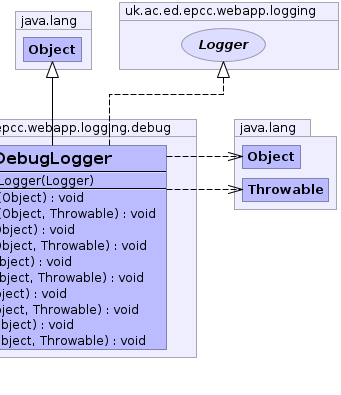 java.lang
Object
uk.ac.ed.epcc.webapp.logging
Logger
epcc.webapp.logging.debug
DebugLogger
Logger(Logger)
(Object) : void
(Object, Throwable) : void
Object) : void
Object, Throwable) : void
bject) : void
bject, Throwable) : void
ject) : void
ject, Throwable) : void
bject) : void
bject, Throwable) : void
java.lang
Object
Throwable